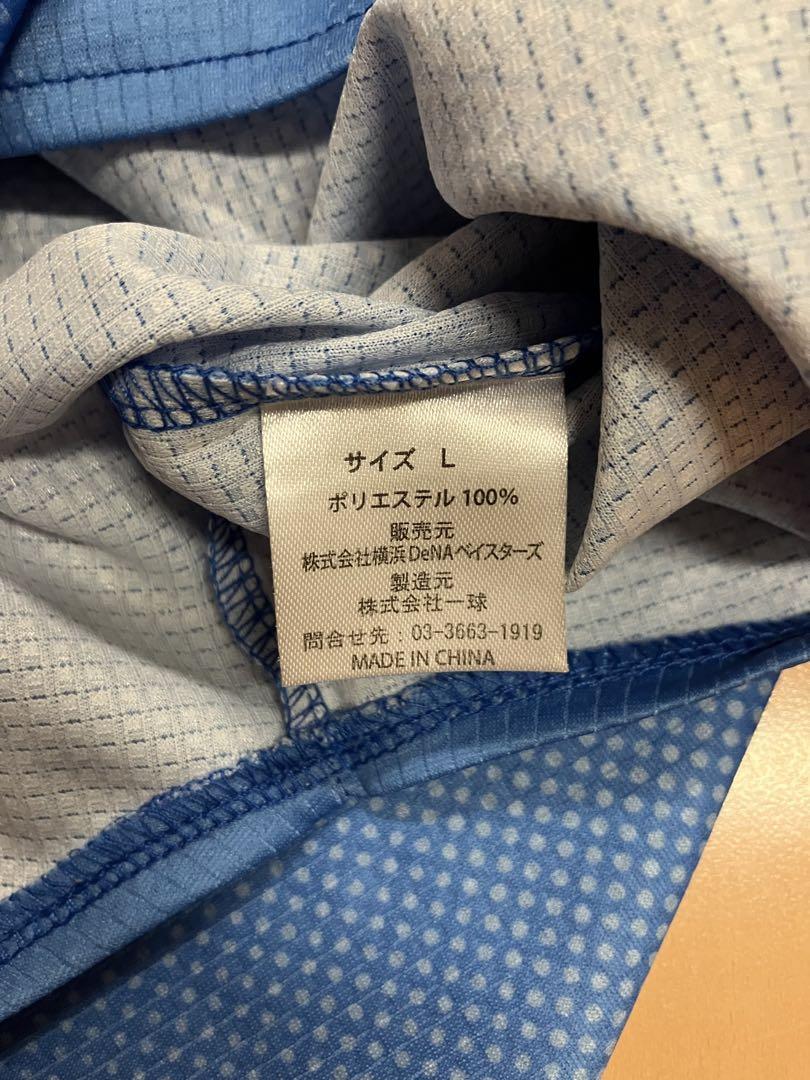 サイズ L
ポリエステル 100%
販売元
株式会社横浜DeNAベイスターズ
製造元
株式会社一球
問合せ先：03-3663-1919
MADE IN CHINA